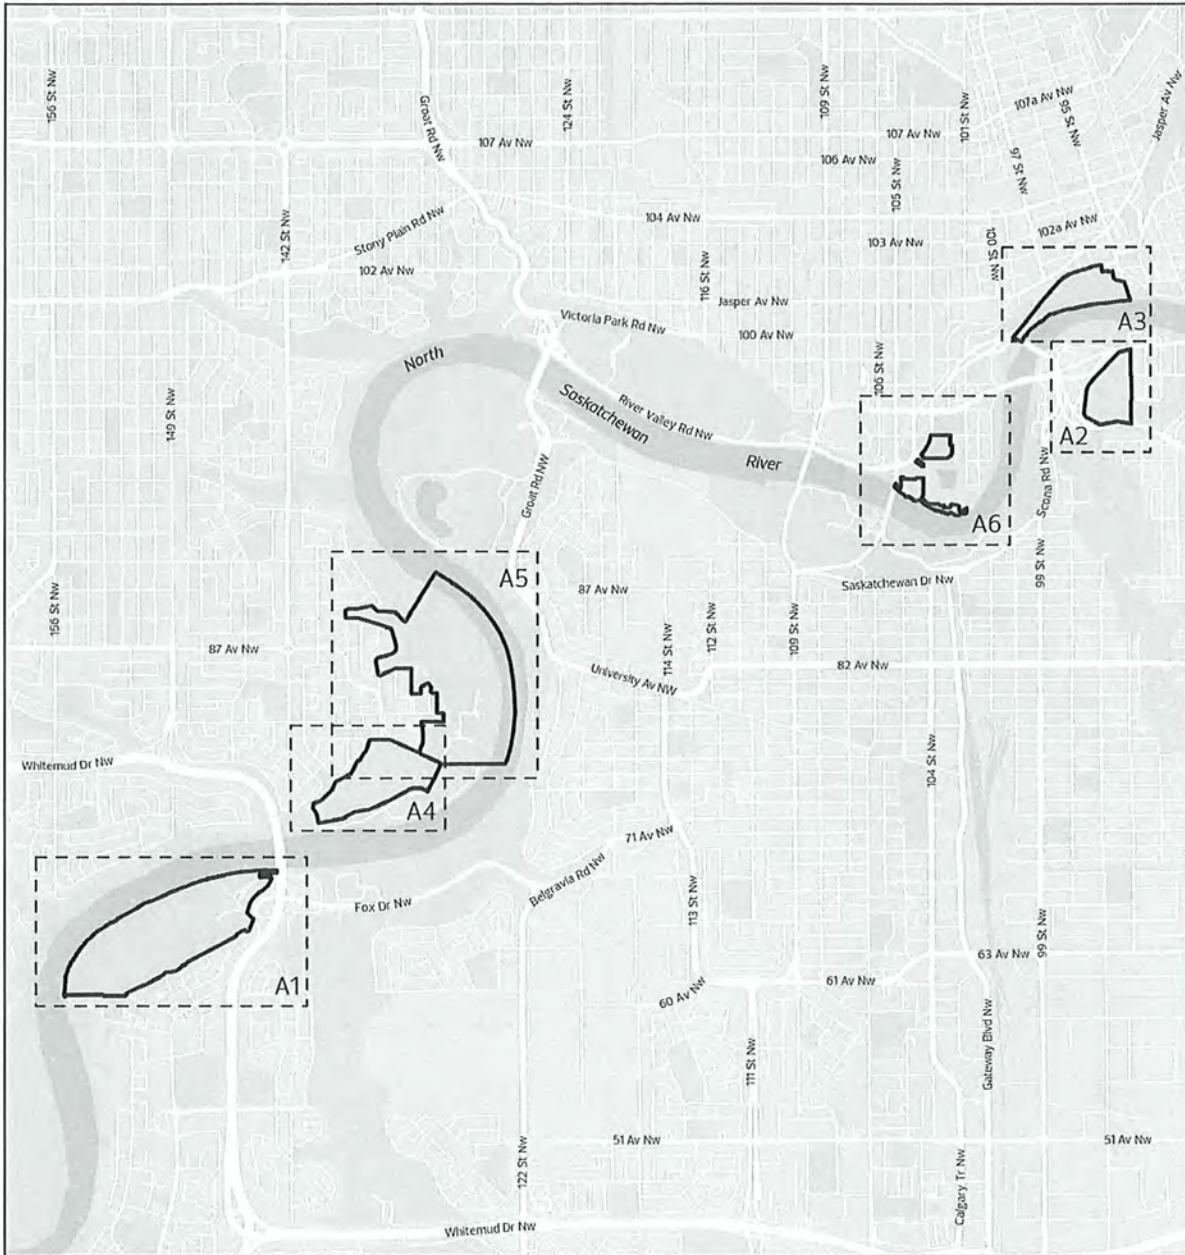 156 St Nw
Groat Rd Nw
124 St Nw
109 St Nw
101 St Nw
107a Av Nw
95 St Nw
Jasper Av Nw
107 Av Nw
107 Av Nw
106 Av Nw
105 St Nw
97 St Nw
142 St Nw
Stony Plain Rd Nw
104 Av Nw
102a Av Nw
103 Av Nw
100 St Nw
102 Av Nw
116 St Nw
Jasper Av Nw
Victoria Park Rd Nw
100 Av Nw
A3
North
Saskatchewan
River
River Valley Rd Nw
106 St Nw
149 St Nw
A2
Groat Rd NW
Scona Rd Nw
A6
A5
87 Av Nw
Saskatchewan Dr Nw
99 St Nw
156 St Nw
87 Av Nw
114 St Nw
112 St Nw
109 St Nw
University Av NW
82 Av Nw
Whitemud Dr Nw
104 St Nw
A4
71 Av Nw
Belgravia Rd Nw
Fox Dr Nw
113 St Nw
99 St Nw
63 Av Nw
A1
60 Av Nw
61 Av Nw
Gateway Blvd Nw
111 St Nw
51 Av Nw
51 Av Nw
122 St Nw
Calgary Tr Nw
Whitemud Dr Nw